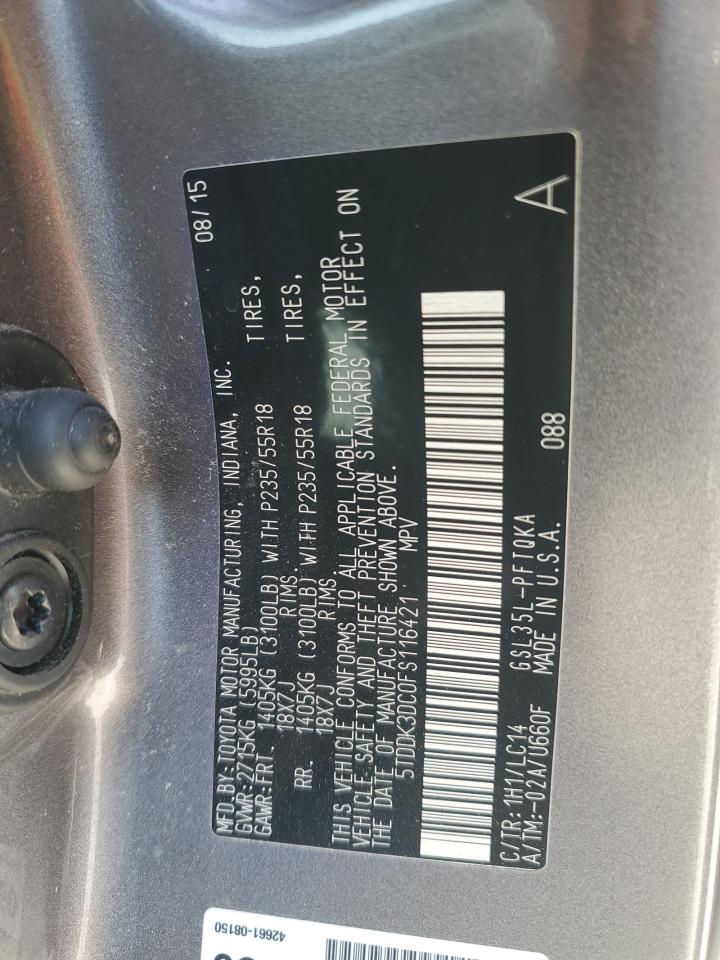 MFD.BY:TOYOTA MOTOR MANUFACTURING, INDIANA, INC. 08/15
GVWR:2715KG(5995LB)
GAWR:FRT. 1405KG (3100LB) WITH P235/55R18 TIRES,
18X7J RIMS
RR. 1405KG (3100LB) WITH P235/55R18 TIRES,
18X7J RIMS
THIS VEHICLE CONFORMS TO ALL APPLICABLE FEDERAL MOTOR
VEHICLE SAFETY AND THEFT PREVENTION STANDARDS IN EFFECT ON
THE DATE OF MANUFACTURE SHOWN ABOVE.
5TDDK3DC0FS116421 MPV
C/TR:1H1/LC14 GSL35L-PFTQKA 088 A
A/TM:-02A/U660F MADE IN U.S.A.
42661-08150